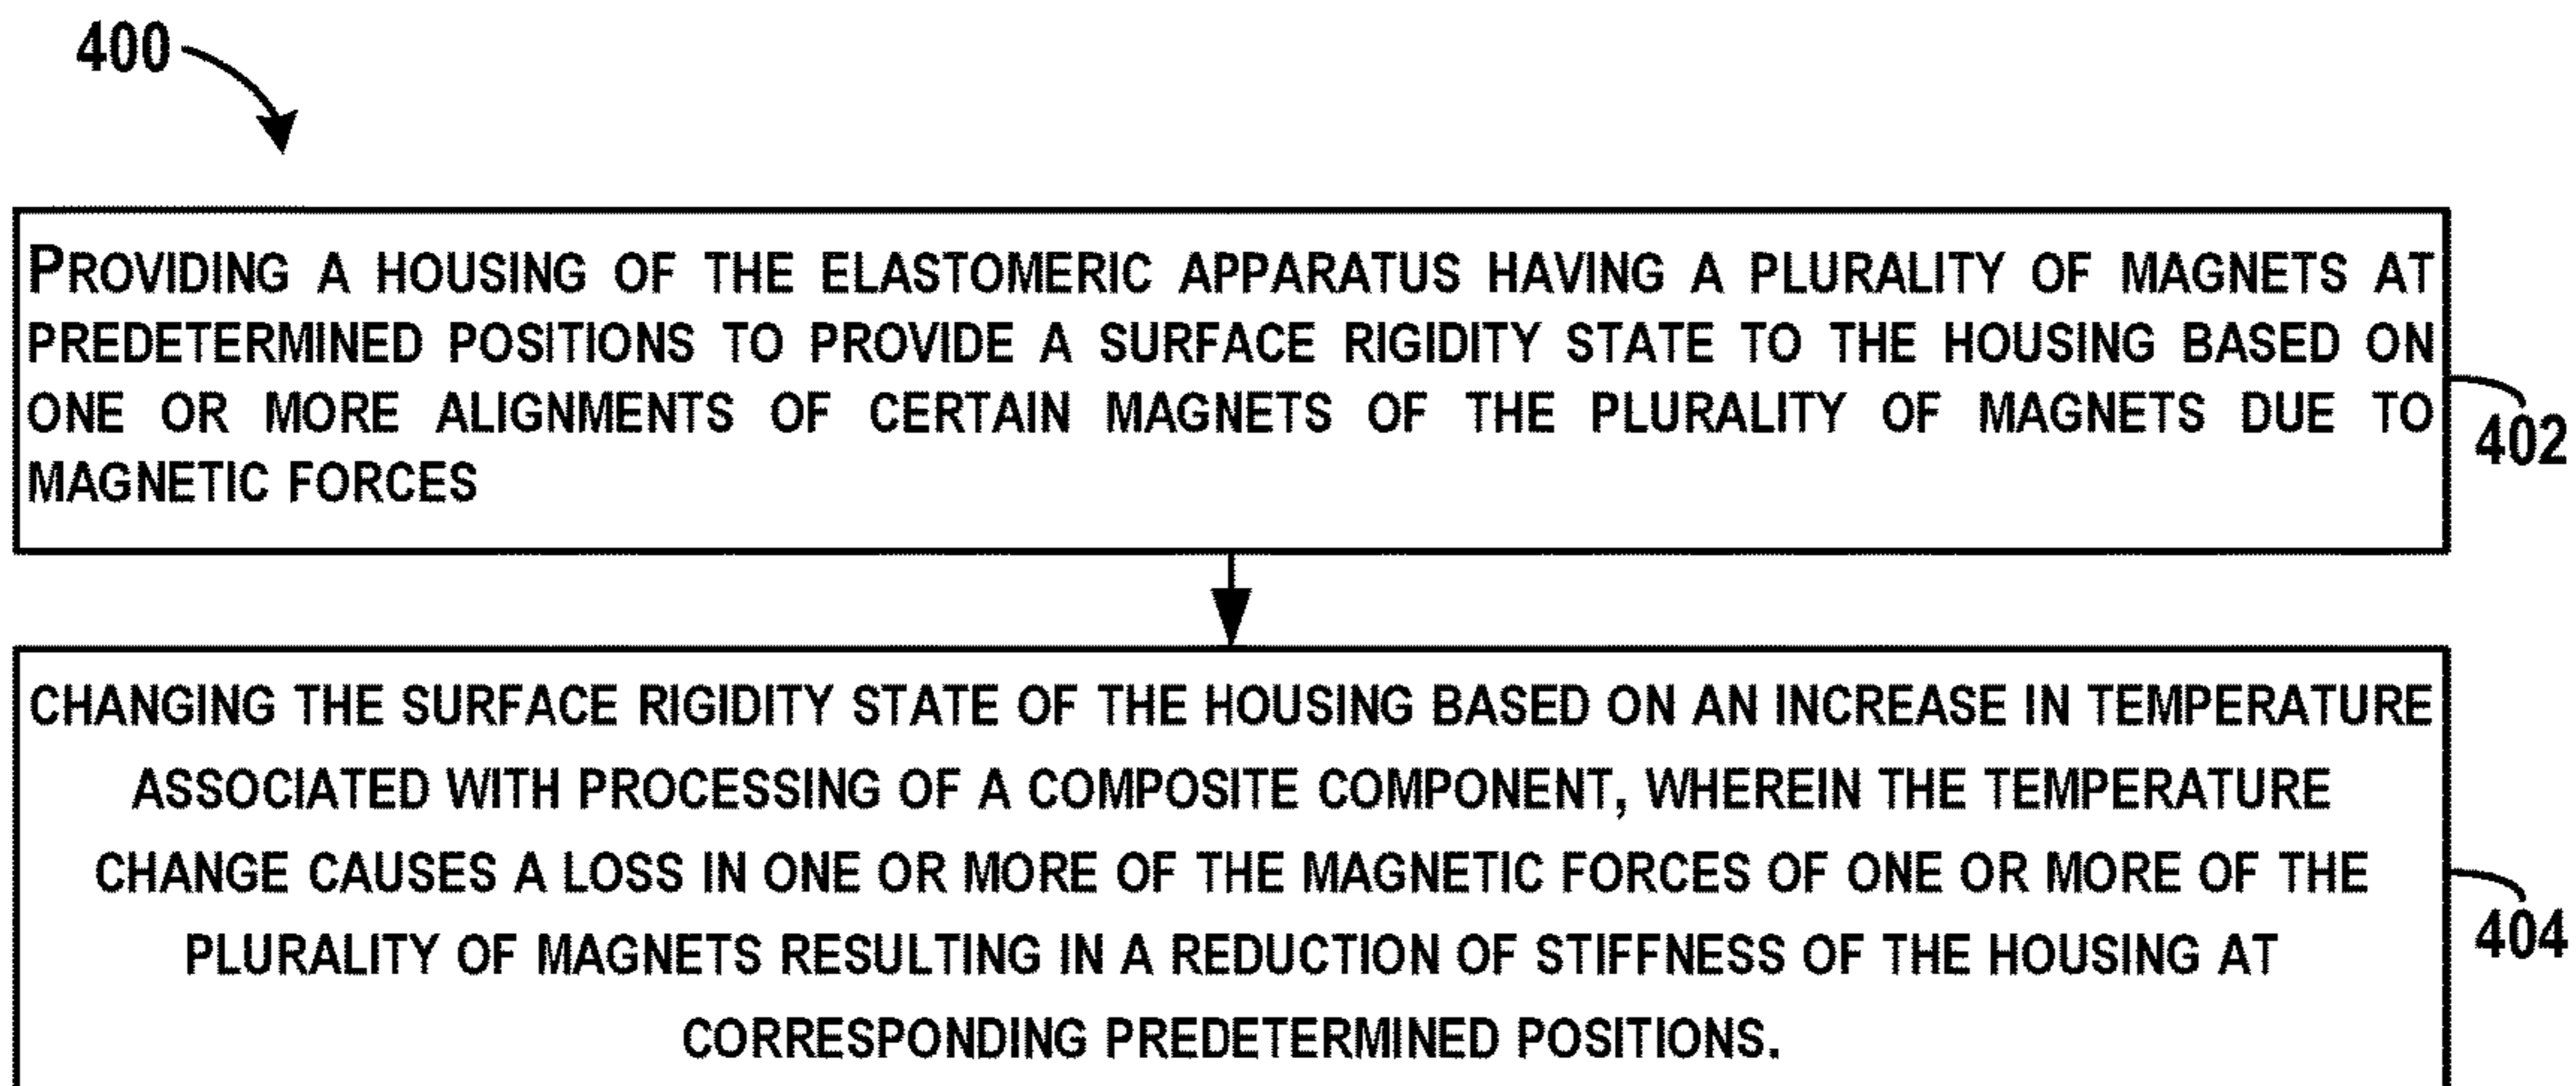 400
PROVIDING A HOUSING OF THE ELASTOMERIC APPARATUS HAVING A PLURALITY OF MAGNETS AT
PREDETERMINED POSITIONS TO PROVIDE A SURFACE RIGIDITY STATE TO THE HOUSING BASED ON
ONE OR MORE ALIGNMENTS OF CERTAIN MAGNETS OF THE PLURALITY OF MAGNETS DUE TO
MAGNETIC FORCES
402
CHANGING THE SURFACE RIGIDITY STATE OF THE HOUSING BASED ON AN INCREASE IN TEMPERATURE
ASSOCIATED WITH PROCESSING OF A COMPOSITE COMPONENT, WHEREIN THE TEMPERATURE
CHANGE CAUSES A LOSS IN ONE OR MORE OF THE MAGNETIC FORCES OF ONE OR MORE OF THE
PLURALITY OF MAGNETS RESULTING IN A REDUCTION OF STIFFNESS OF THE HOUSING AT
CORRESPONDING PREDETERMINED POSITIONS.
404